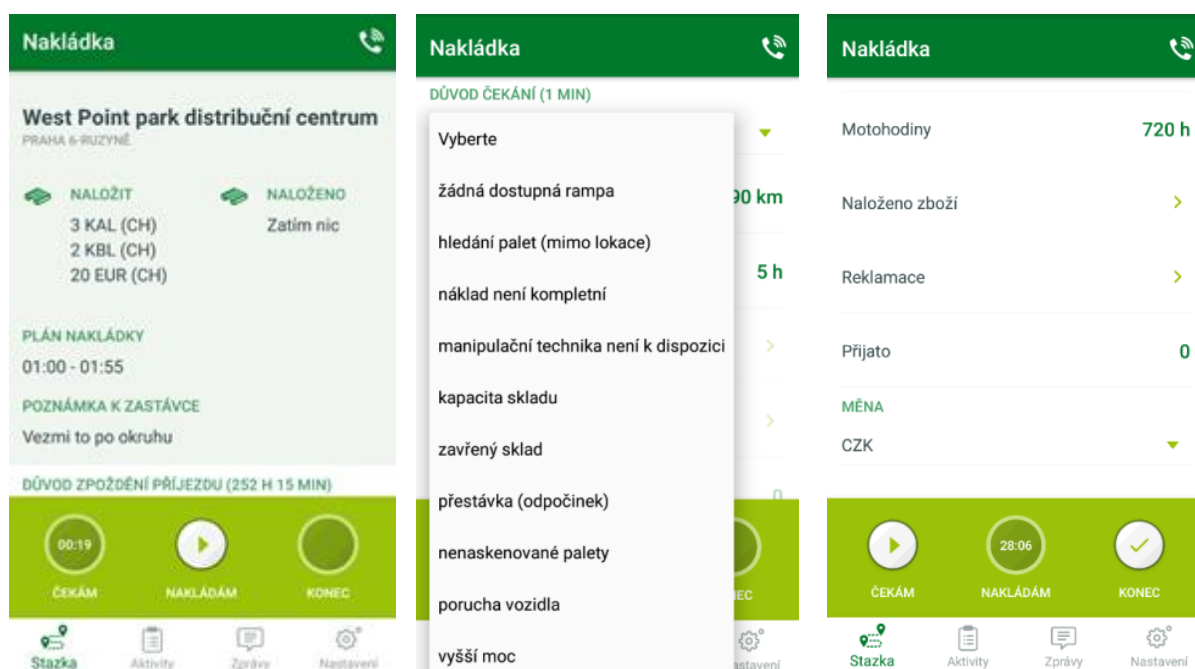 Nakládka
West Point park distribuční centrum
PRAHA 6-RUZYNĚ
NALOŽIT
3 KAL (CH)
2 KBL (CH)
20 EUR (CH)
NALOŽENO
Zatím nic
PLÁN NAKLÁDKY
01:00 - 01:55
POZNÁMKA K ZASTÁVCE
Vezmi to po okruhu
DŮVOD ZPOŽDĚNÍ PŘÍJEZDU (252 H 15 MIN)
00:19
ČEKÁM
NAKLÁDÁM
KONEC
Stazka
Aktivity
Zprávy
Nastavení
Nakládka
DŮVOD ČEKÁNÍ (1 MIN)
Vyberte
žádná dostupná rampa
90 km
hledání palet (mimo lokace)
5 h
náklad není kompletní
manipulační technika není k dispozici
kapacita skladu
zavřený sklad
přestávka (odpočinek)
0
nenaskenované palety
porucha vozidla
EC
vyšší moc
astavení
Nakládka
Motohodiny
720 h
Naloženo zboží
Reklamace
Přijato
0
MĚNA
CZK
28:06
ČEKÁM
NAKLÁDÁM
KONEC
Stazka
Aktivity
Zprávy
Nastavení